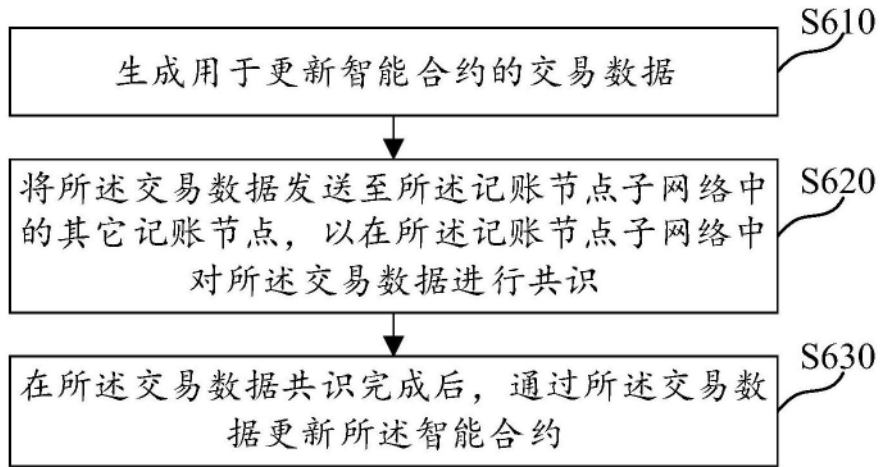 S610
生成用于更新智能合约的交易数据
S620
将所述交易数据发送至所述记账节点子网络中
的其它记账节点，以在所述记账节点子网络中
对所述交易数据进行共识
S630
在所述交易数据共识完成后，通过所述交易数
据更新所述智能合约